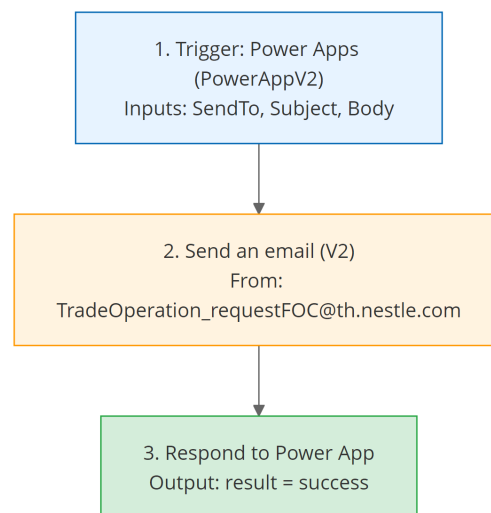 1. Trigger: Power Apps
(PowerAppV2)
Inputs: SendTo, Subject, Body
2. Send an email (V2)
From:
TradeOperation_requestFOC@th.nestle.com
3. Respond to Power App
Output: result = success